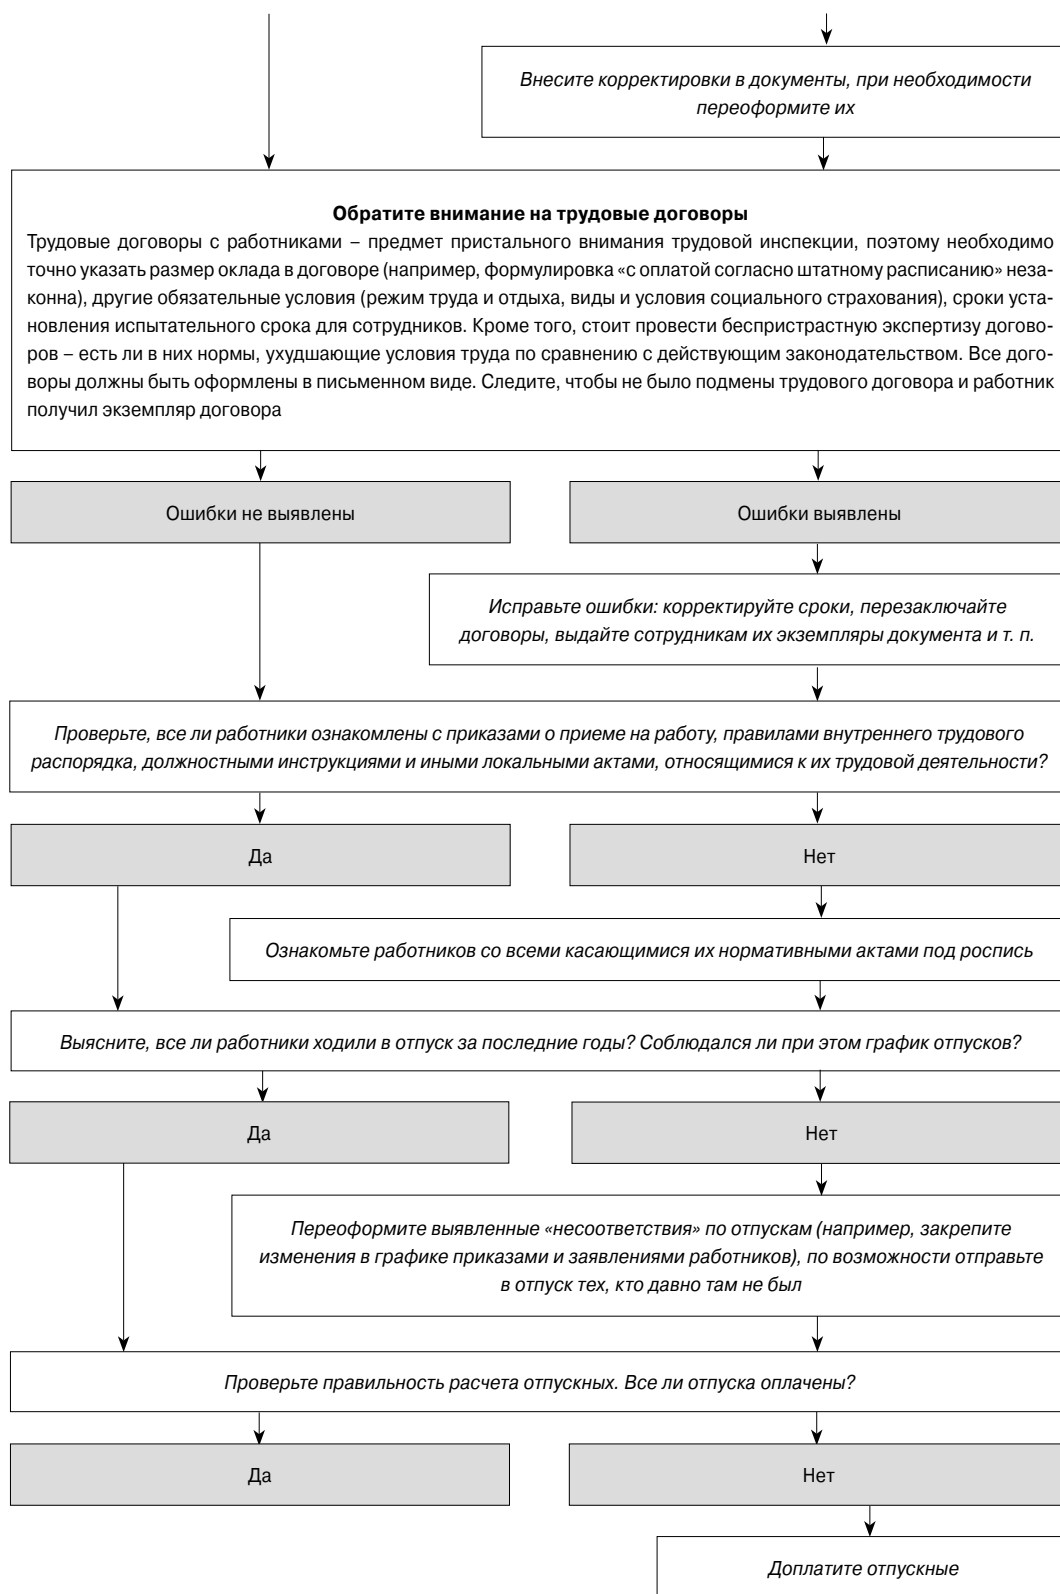 Внесите корректировки в документы, при необходимости
переоформите их
Обратите внимание на трудовые договоры
Трудовые договоры с работниками – предмет пристального внимания трудовой инспекции, поэтому необходимо
точно указать размер оклада в договоре (например, формулировка «с оплатой согласно штатному расписанию» неза-
конна), другие обязательные условия (режим труда и отдыха, виды и условия социального страхования), сроки уста-
новления испытательного срока для сотрудников. Кроме того, стоит провести беспристрастную экспертизу догово-
ров – есть ли в них нормы, ухудшающие условия труда по сравнению с действующим законодательством. Все дого-
воры должны быть оформлены в письменном виде. Следите, чтобы не было подмены трудового договора и работник
получил экземпляр договора
Ошибки не выявлены
Ошибки выявлены
Исправьте ошибки: корректируйте сроки, перезаключайте
договоры, выдайте сотрудникам их экземпляры документа и т. п.
Проверьте, все ли работники ознакомлены с приказами о приеме на работу, правилами внутреннего трудового
распорядка, должностными инструкциями и иными локальными актами, относящимися к их трудовой деятельности?
Да
Нет
Ознакомьте работников со всеми касающимися их нормативными актами под роспись
Выясните, все ли работники ходили в отпуск за последние годы? Соблюдался ли при этом график отпусков?
Да
Нет
Переоформите выявленные «несоответствия» по отпускам (например, закрепите
изменения в графике приказами и заявлениями работников), по возможности отправьте
в отпуск тех, кто давно там не был
Проверьте правильность расчета отпускных. Все ли отпуска оплачены?
Да
Нет
Доплатите отпускные